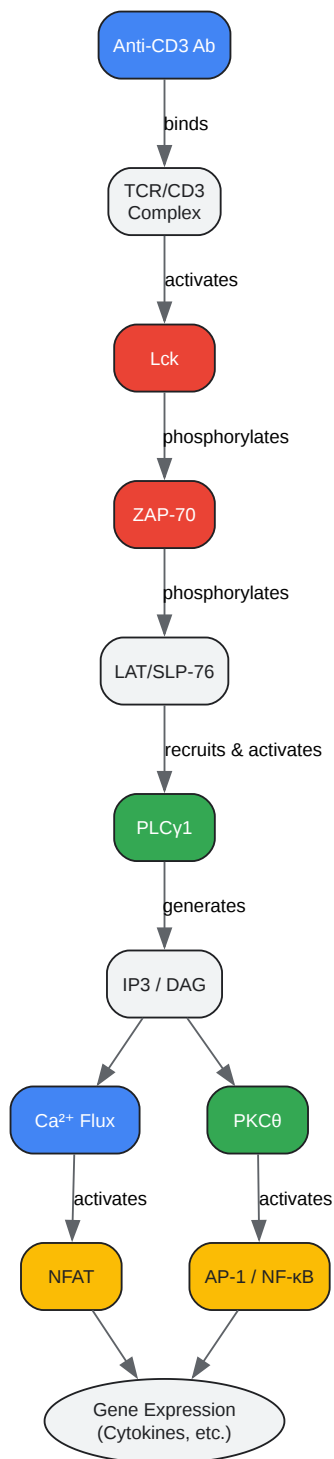 Anti-CD3 Ab
binds
TCR/CD3
Complex
activates
Lck
phosphorylates
ZAP-70
phosphorylates
LAT/SLP-76
recruits & activates
PLCγ1
generates
IP3 / DAG
Ca²⁺ Flux
PKCθ
activates
activates
NFAT
AP-1 / NF-κB
Gene Expression
(Cytokines, etc.)